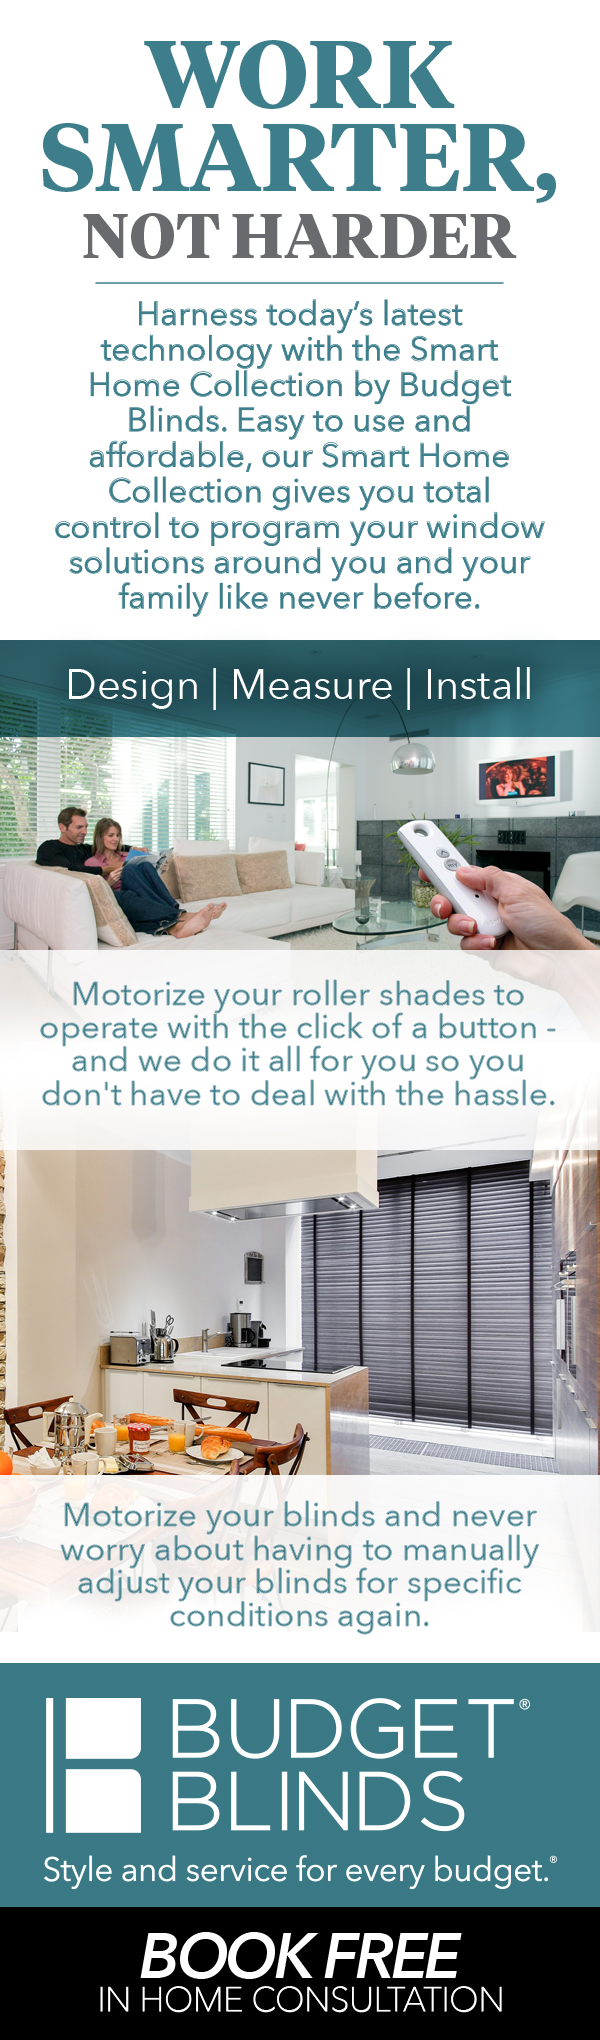 WORK
SMARTER,
NOT HARDER
Harness today's latest
technology with the Smart
Home Collection by Budget
Blinds. Easy to use and
affordable, our Smart Home
Collection gives you total
control to program your window
solutions around you and your
family like never before.
Design | Measure | Install
my
Motorize your roller shades to
operate with the click of a button -
and we do it all for you so you
don't have to deal with the hassle.
Motorize your blinds and never
worry about having to manually
adjust your blinds for specific
conditions again.
BUDGET®
BLINDS
Style and service for every budget.®
BOOK FREE
IN HOME CONSULTATION